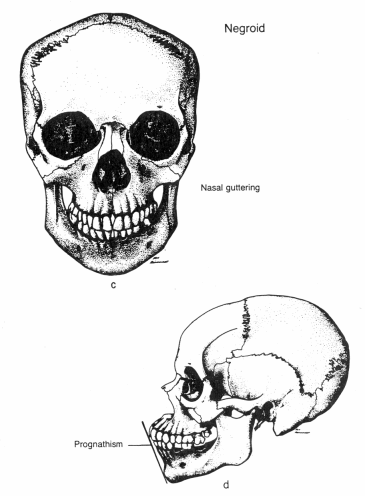 Negroid
Nasal guttering
c
Prognathism
d